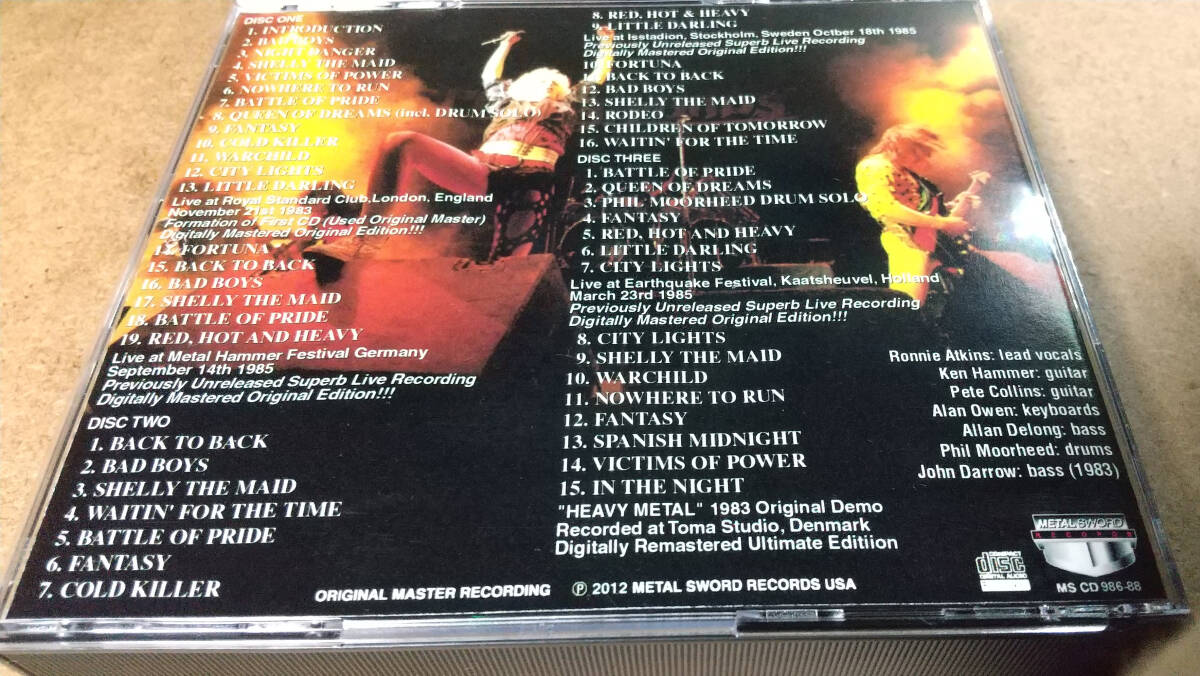 DISC ONE
1. INTRODUCTION
2. BAD BOYS
3. NIGHT DANGER
4. SHELLY THE MAID
5. VICTIMS OF POWER
6. NOWHERE TO RUN
7. BATTLE OF PRIDE
8. QUEEN OF DREAMS (incl. DRUM SOLO)
9. FANTASY
10. COLD KILLER
11. WARCHILD
12. CITY LIGHTS
13. LITTLE DARLING
Live at Royal Standard Club.London, England
November 21st 1983
Formation of First CD (Used Original Master)
Digitally Mastered Original Edition!!!
14. FORTUNA
15. BACK TO BACK
16. BAD BOYS
17. SHELLY THE MAID
18. BATTLE OF PRIDE
19. RED, HOT AND HEAVY
Live at Metal Hammer Festival Germany
September 14th 1985
Previously Unreleased Superb Live Recording
Digitally Mastered Original Edition!!!
DISC TWO
1. BACK TO BACK
2. BAD BOYS
3. SHELLY THE MAID
4. WAITIN' FOR THE TIME
5. BATTLE OF PRIDE
6. FANTASY
7. COLD KILLER
8. RED, HOT & HEAVY
9. LITTLE DARLING
Live at Isstadion, Stockholm, Sweden Octber 18th 1985
Previously Unreleased Superb Live Recording
Digitally Mastered Original Edition!!!
10. FORTUNA
11. BACK TO BACK
12. BAD BOYS
13. SHELLY THE MAID
14. RODEO
15. CHILDREN OF TOMORROW
16. WAITIN' FOR THE TIME
DISC THREE
1. BATTLE OF PRIDE
2. QUEEN OF DREAMS
3. PHIL MOORHEED DRUM SOLO
4. FANTASY
5. RED, HOT AND HEAVY
6. LITTLE DARLING
7. CITY LIGHTS
Live at Earthquake Festival, Kaatsheuvel, Holland
March 23rd 1985
Previously Unreleased Superb Live Recording
Digitally Mastered Original Edition!!!
8. CITY LIGHTS
9. SHELLY THE MAID
10. WARCHILD
11. NOWHERE TO RUN
12. FANTASY
13. SPANISH MIDNIGHT
14. VICTIMS OF POWER
15. IN THE NIGHT
"HEAVY METAL" 1983 Original Demo
Recorded at Toma Studio, Denmark
Digitally Remastered Ultimate Editiion
Ronnie Atkins: lead vocals
Ken Hammer: guitar
Pete Collins: guitar
Alan Owen: keyboards
Allan Delong: bass
Phil Moorheed: drums
John Darrow: bass (1983)
ORIGINAL MASTER RECORDING ℗ 2012 METAL SWORD RECORDS USA
COMPACT
disc
DIGITAL AUDIO
METAL SWORD
RECORDS
MS CD 986-88